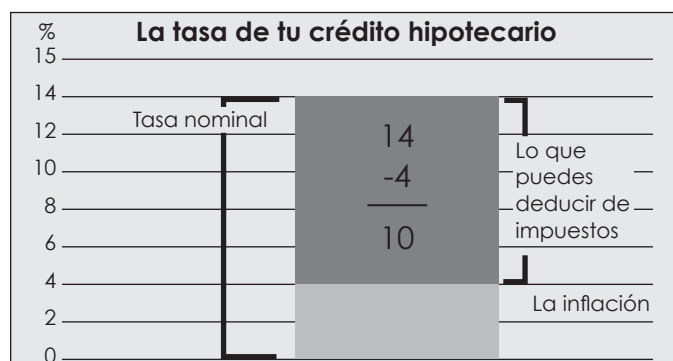 % La tasa de tu crédito hipotecario
15
14
Tasa nominal
12
14
-4
10
Lo que
puedes
deducir de
impuestos
10
8
6
4
La inflación
2
0